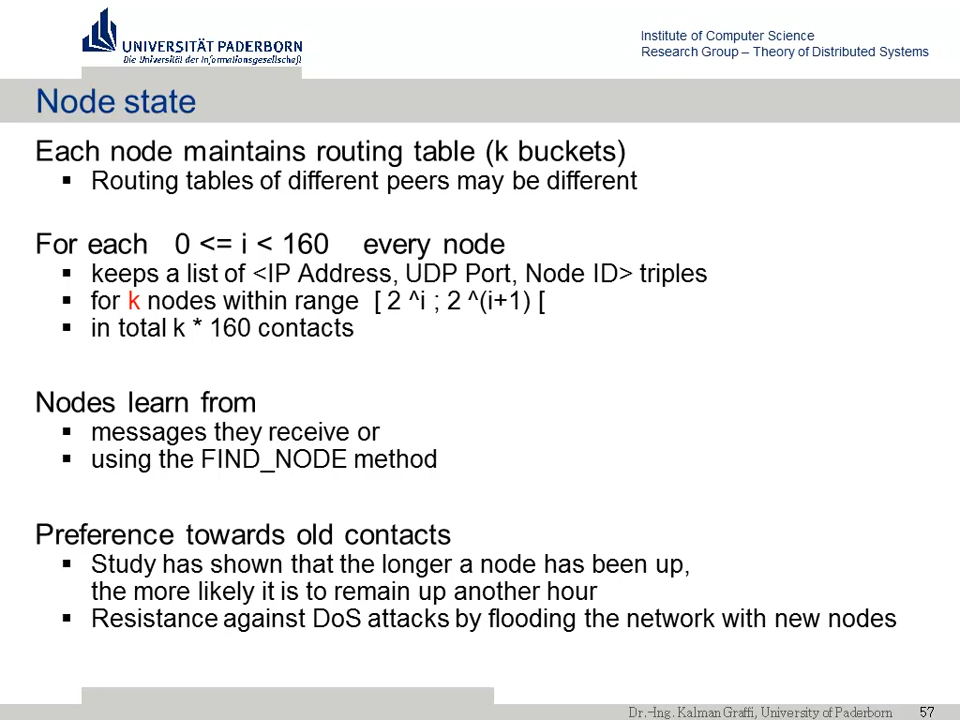 UNIVERSITÄT PADERBORN
Die Universität der Informationsgesellschaft
Institute of Computer Science
Research Group – Theory of Distributed Systems
Node state
Each node maintains routing table (k buckets)
▪ Routing tables of different peers may be different
For each 0 <= i < 160 every node
▪ keeps a list of <IP Address, UDP Port, Node ID> triples
▪ for k nodes within range [ 2 ^i ; 2 ^(i+1) [
▪ in total k * 160 contacts
Nodes learn from
▪ messages they receive or
▪ using the FIND_NODE method
Preference towards old contacts
▪ Study has shown that the longer a node has been up,
the more likely it is to remain up another hour
▪ Resistance against DoS attacks by flooding the network with new nodes
Dr.-Ing. Kalman Graffi, University of Paderborn 57